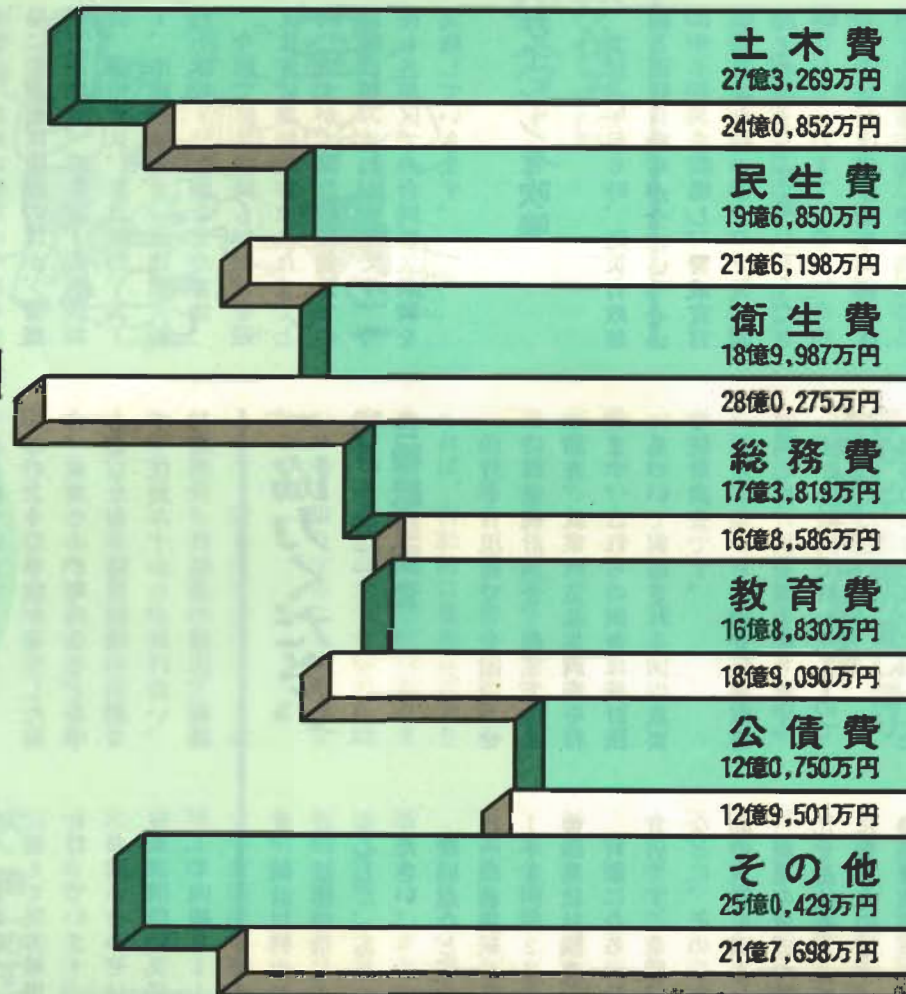 土木費
27億3,269万円
24億0,852万円
民生費
19億6,850万円
21億6,198万円
衛生費
18億9,987万円
28億0,275万円
総務費
17億3,819万円
16億8,586万円
教育費
16億8,830万円
18億9,090万円
公債費
12億0,750万円
12億9,501万円
その他
25億0,429万円
21億7,698万円